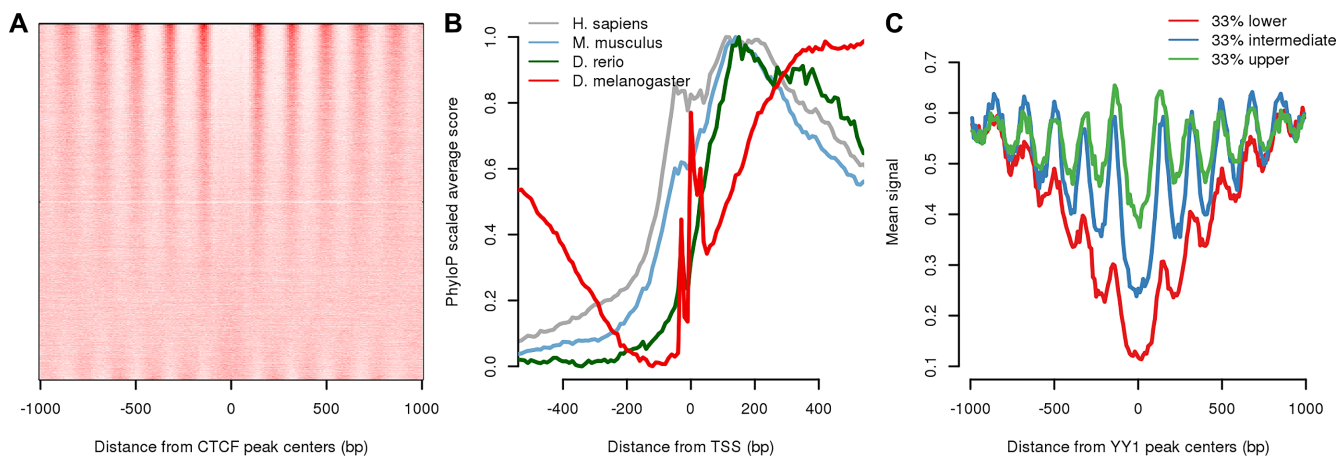 A
-1000 -500 0 500 1000
Distance from CTCF peak centers (bp)
B
H. sapiens
M. musculus
D. rerio
D. melanogaster
PhyloP scaled average score
1.0
0.8
0.6
0.4
0.2
0.0
-400 -200 0 200 400
Distance from TSS (bp)
C
33% lower
33% intermediate
33% upper
Mean signal
0.7
0.6
0.5
0.4
0.3
0.2
0.1
-1000 -500 0 500 1000
Distance from YY1 peak centers (bp)